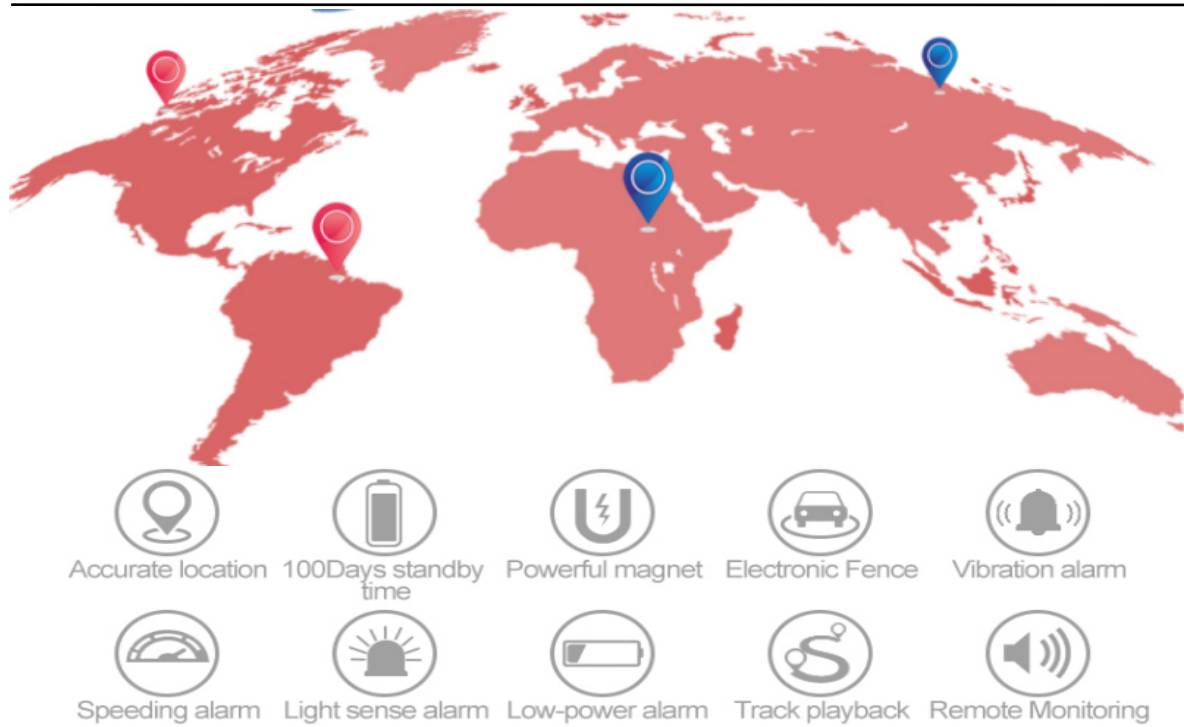 Accurate location
100Days standby
time
Powerful magnet
Electronic Fence
Vibration alarm
Speeding alarm
Light sense alarm
Low-power alarm
Track playback
Remote Monitoring